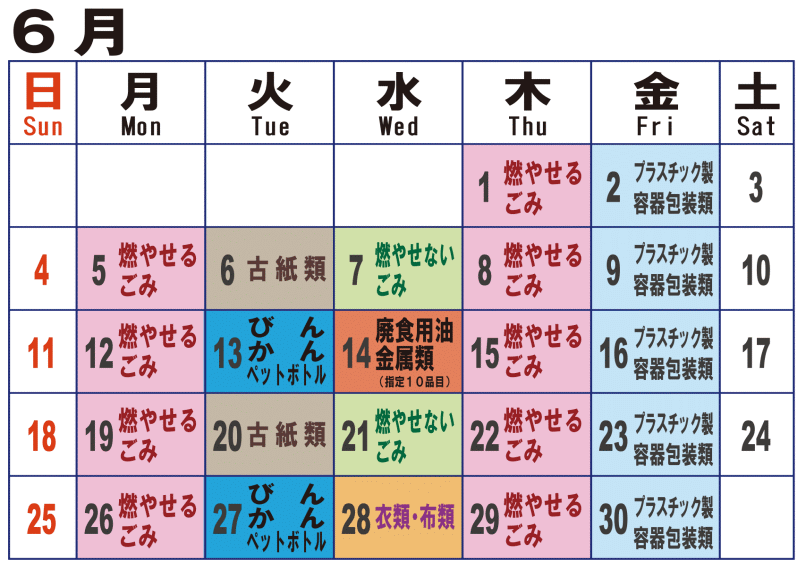 6月
日 月 火 水 木 金 土
Sun Mon Tue Wed Thu Fri Sat
1 燃やせる
ごみ
2 プラスチック製
容器包装類
3
4
5 燃やせる
ごみ
6 古紙類
7 燃やせない
ごみ
8 燃やせる
ごみ
9 プラスチック製
容器包装類
10
11
12 燃やせる
ごみ
13 びん
かん
ペットボトル
14 廃食用油
金属類
(指定10品目)
15 燃やせる
ごみ
16 プラスチック製
容器包装類
17
18
19 燃やせる
ごみ
20 古紙類
21 燃やせない
ごみ
22 燃やせる
ごみ
23 プラスチック製
容器包装類
24
25
26 燃やせる
ごみ
27 びん
かん
ペットボトル
28 衣類・布類
29 燃やせる
ごみ
30 プラスチック製
容器包装類